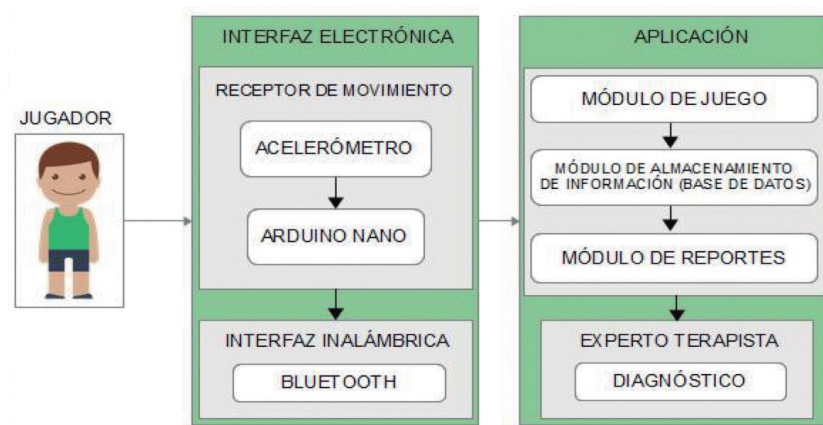 JUGADOR
INTERFAZ ELECTRÓNICA
RECEPTOR DE MOVIMIENTO
ACELERÓMETRO
ARDUINO NANO
INTERFAZ INALÁMBRICA
BLUETOOTH
APLICACIÓN
MÓDULO DE JUEGO
MÓDULO DE ALMACENAMIENTO
DE INFORMACIÓN (BASE DE DATOS)
MÓDULO DE REPORTES
EXPERTO TERAPISTA
DIAGNÓSTICO